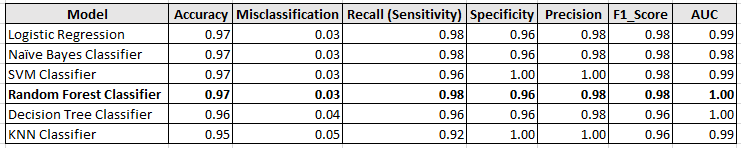 Model Accuracy Misclassification Recall (Sensitivity) Specificity Precision F1_Score AUC
Logistic Regression 0.97 0.03 0.98 0.96 0.98 0.98 0.99
Naïve Bayes Classifier 0.97 0.03 0.98 0.96 0.98 0.98 0.98
SVM Classifier 0.97 0.03 0.96 1.00 1.00 0.98 0.99
Random Forest Classifier 0.97 0.03 0.98 0.96 0.98 0.98 1.00
Decision Tree Classifier 0.96 0.04 0.96 0.96 0.98 0.96 1.00
KNN Classifier 0.95 0.05 0.92 1.00 1.00 0.96 0.99